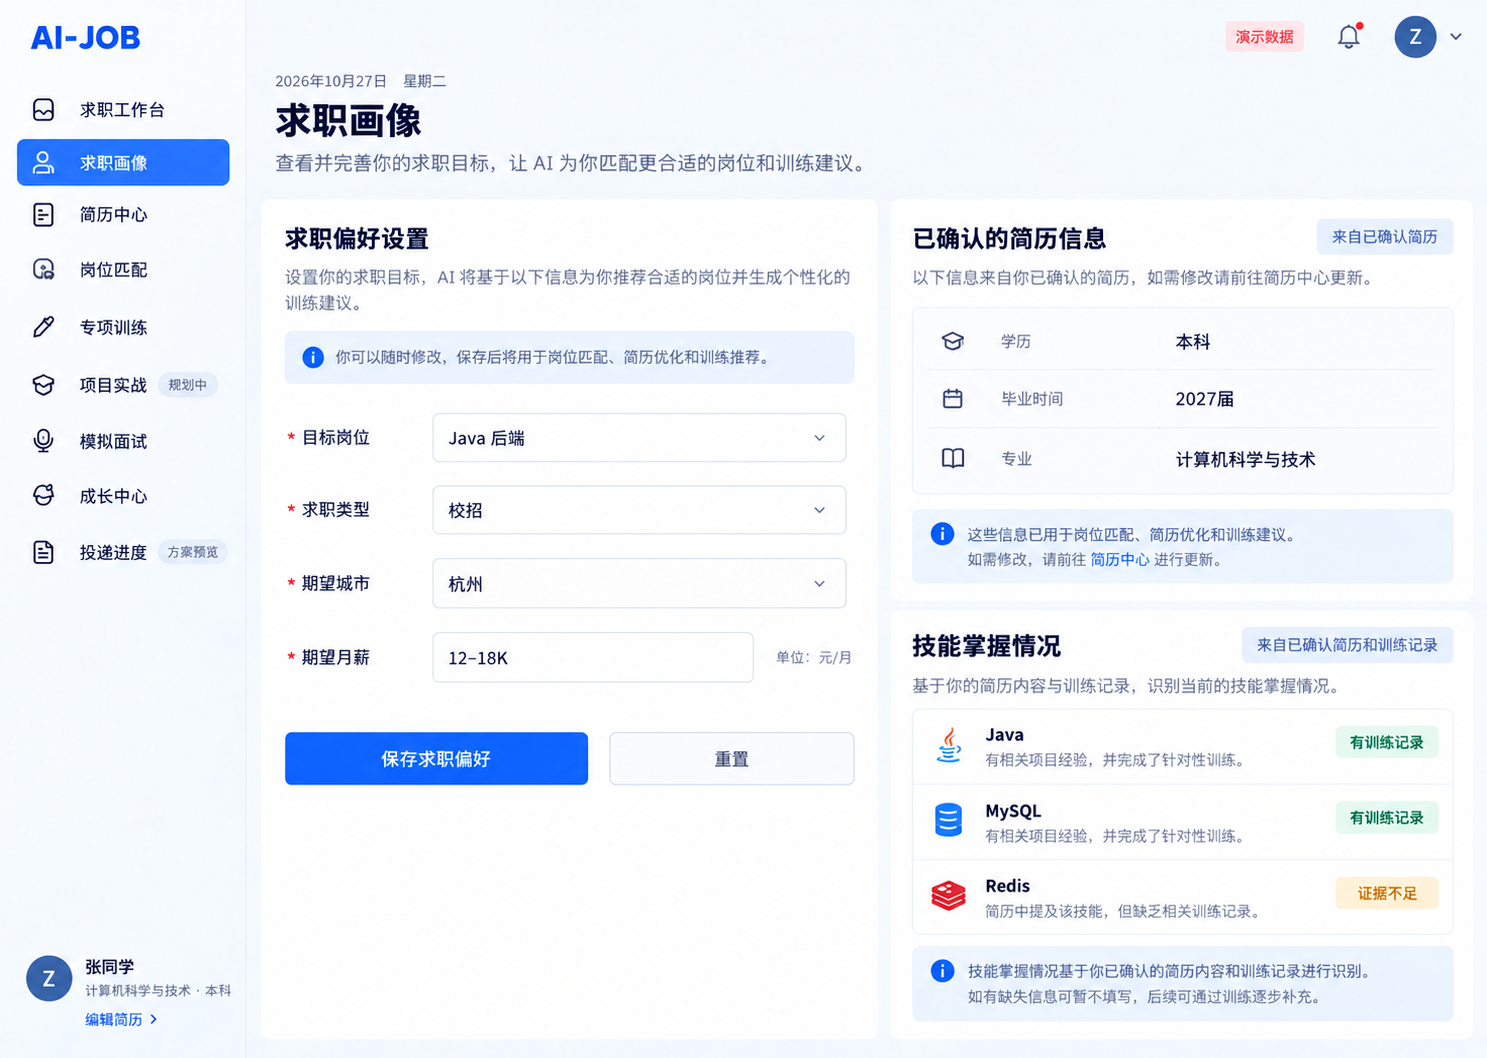 AI-JOB
求职工作台
求职画像
简历中心
岗位匹配
专项训练
项目实战 规划中
模拟面试
成长中心
投递进度 方案预览
Z
张同学
计算机科学与技术 · 本科
编辑简历
演示数据
Z
2026年10月27日 星期二
求职画像
查看并完善你的求职目标，让 AI 为你匹配更合适的岗位和训练建议。
求职偏好设置
设置你的求职目标，AI 将基于以下信息为你推荐合适的岗位并生成个性化的
训练建议。
你可以随时修改，保存后将用于岗位匹配、简历优化和训练推荐。
* 目标岗位 Java 后端
* 求职类型 校招
* 期望城市 杭州
* 期望月薪 12–18K 单位：元/月
保存求职偏好 重置
已确认的简历信息 来自已确认简历
以下信息来自你已确认的简历，如需修改请前往简历中心更新。
学历 本科
毕业时间 2027届
专业 计算机科学与技术
这些信息已用于岗位匹配、简历优化和训练建议。
如需修改，请前往 简历中心 进行更新。
技能掌握情况 来自已确认简历和训练记录
基于你的简历内容与训练记录，识别当前的技能掌握情况。
Java
有相关项目经验，并完成了针对性训练。
有训练记录
MySQL
有相关项目经验，并完成了针对性训练。
有训练记录
Redis
简历中提及该技能，但缺乏相关训练记录。
证据不足
技能掌握情况基于你已确认的简历内容和训练记录进行识别。
如有缺失信息可暂不填写，后续可通过训练逐步补充。